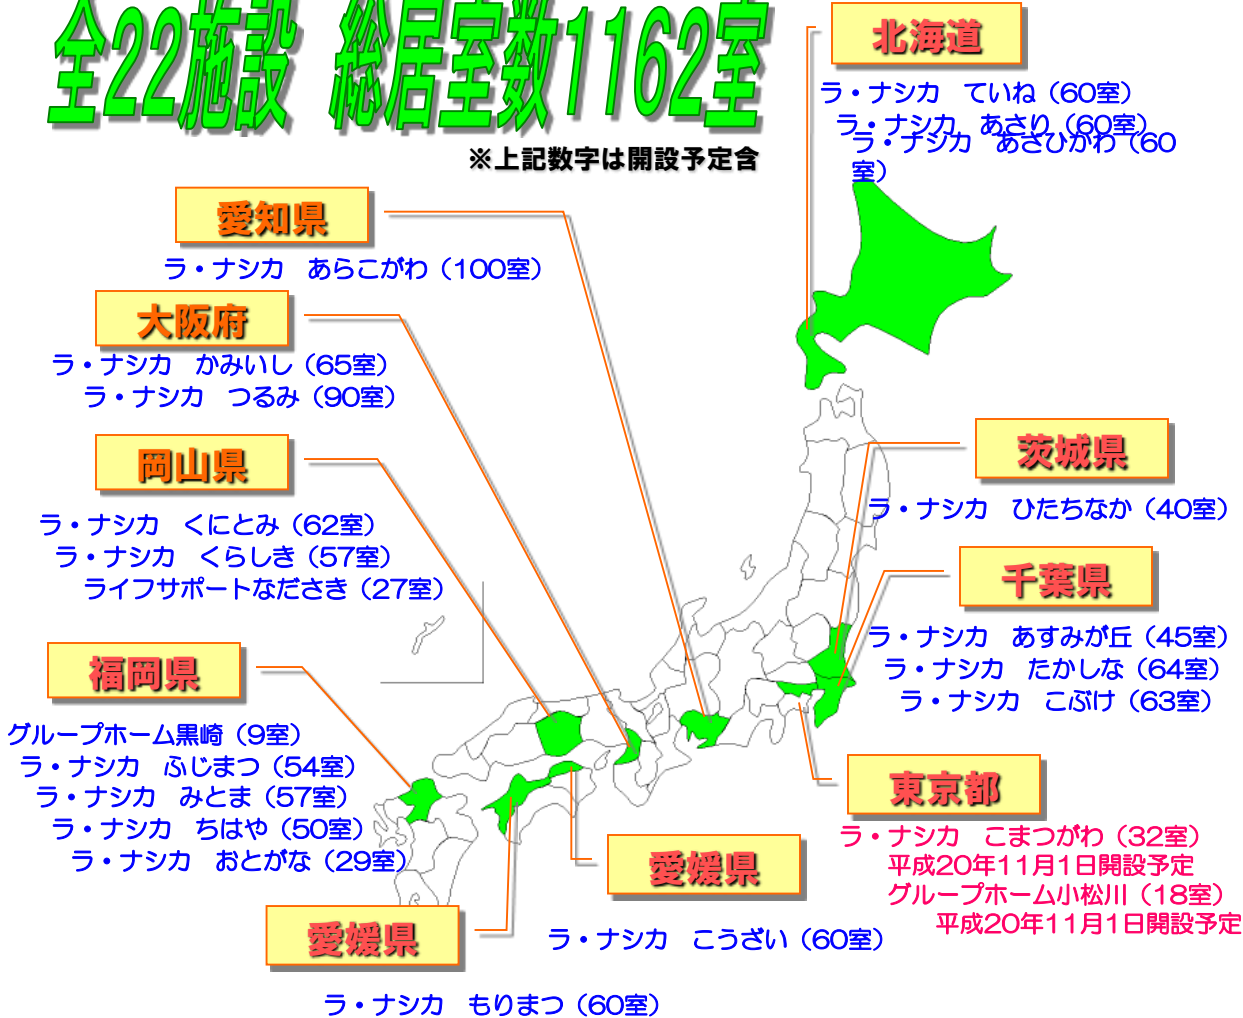 全22施設　総居室数1162室
※上記数字は開設予定含
北海道
ラ・ナシカ　ていね（60室）
ラ・ナシカ　あさり（60室）
ラ・ナシカ　あさひかわ（60
室）
愛知県
ラ・ナシカ　あらこがわ（100室）
大阪府
ラ・ナシカ　かみいし（65室）
ラ・ナシカ　つるみ（90室）
岡山県
ラ・ナシカ　くにとみ（62室）
ラ・ナシカ　くらしき（57室）
ライフサポートなださき（27室）
福岡県
グループホーム黒崎（9室）
ラ・ナシカ　ふじまつ（54室）
ラ・ナシカ　みとま（57室）
ラ・ナシカ　ちはや（50室）
ラ・ナシカ　おとがな（29室）
茨城県
ラ・ナシカ　ひたちなか（40室）
千葉県
ラ・ナシカ　あすみが丘（45室）
ラ・ナシカ　たかしな（64室）
ラ・ナシカ　こぶけ（63室）
東京都
ラ・ナシカ　こまつがわ（32室）
平成20年11月1日開設予定
グループホーム小松川（18室）
平成20年11月1日開設予定
愛媛県
ラ・ナシカ　こうざい（60室）
愛媛県
ラ・ナシカ　もりまつ（60室）